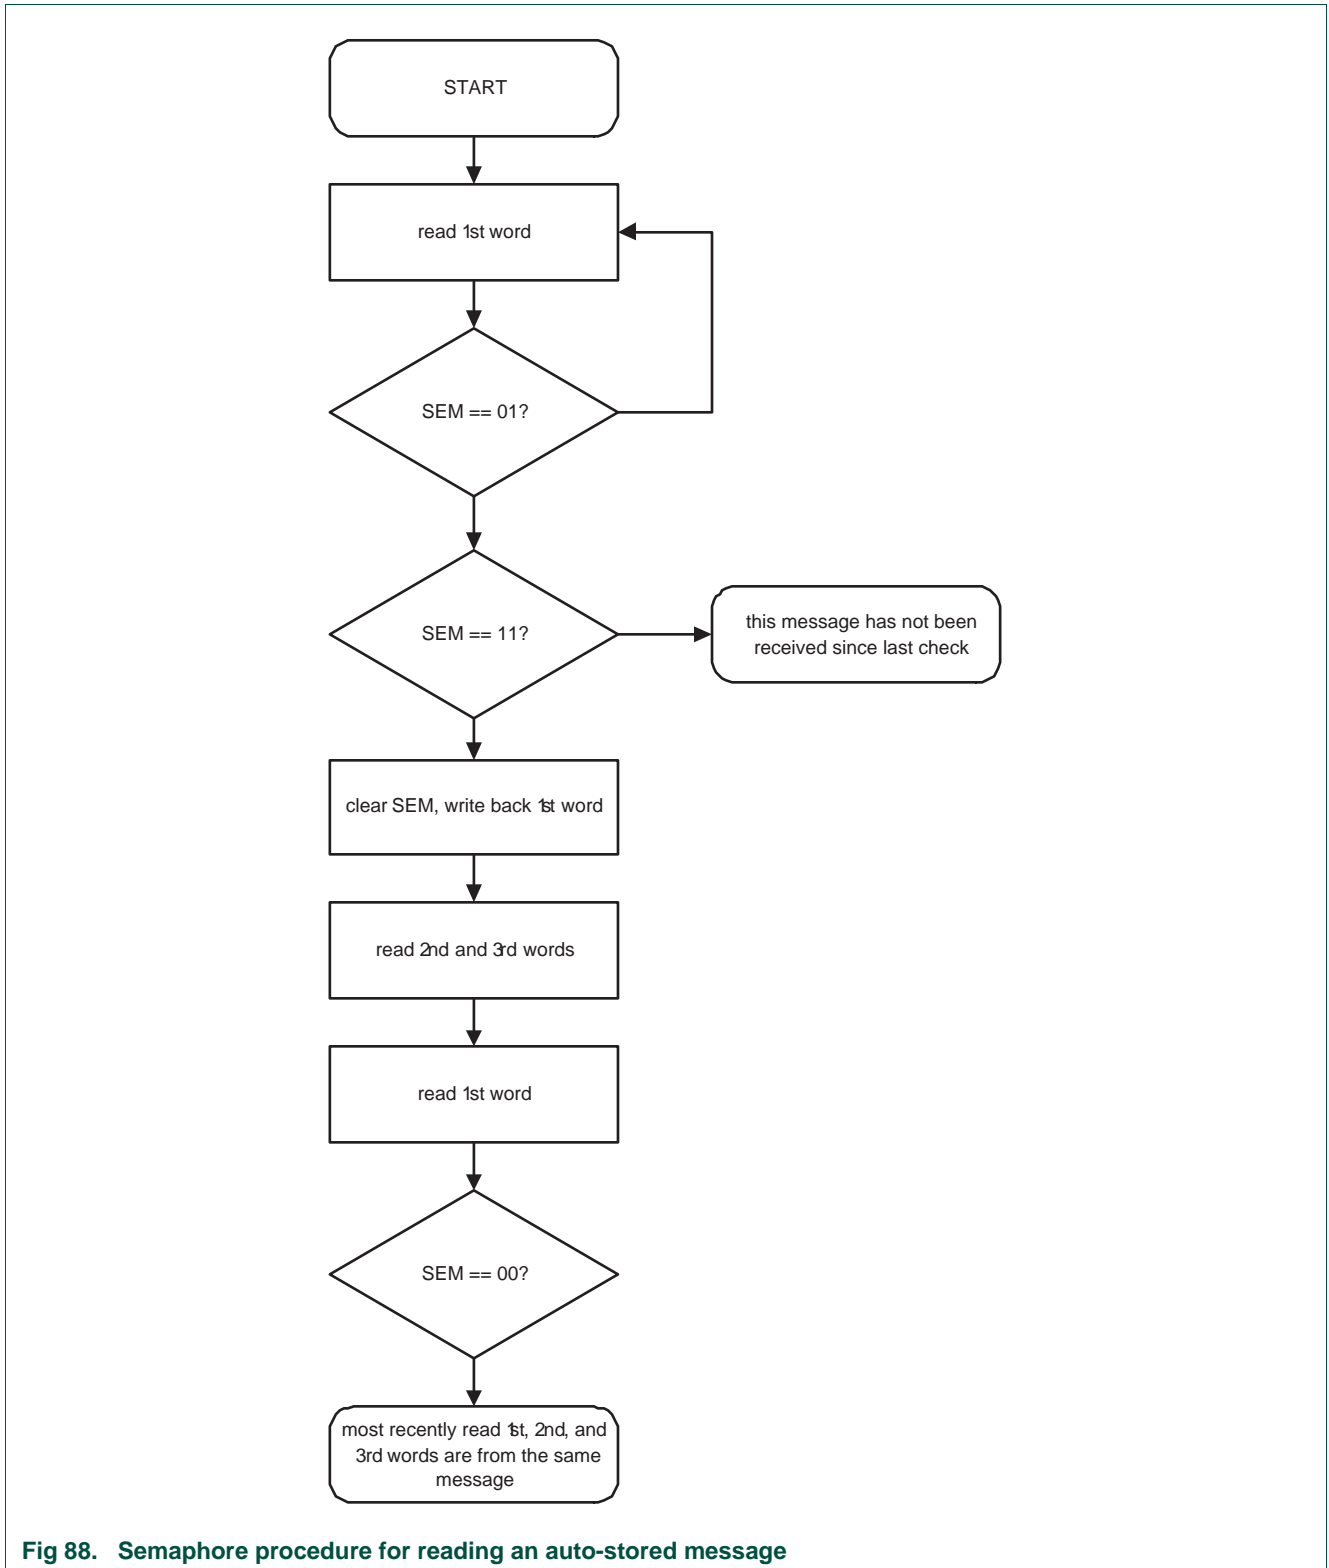 START
read 1st word
SEM == 01?
SEM == 11?
this message has not been
received since last check
clear SEM, write back 1st word
read 2nd and 3rd words
read 1st word
SEM == 00?
most recently read 1st, 2nd, and
3rd words are from the same
message
Fig 88. Semaphore procedure for reading an auto-stored message